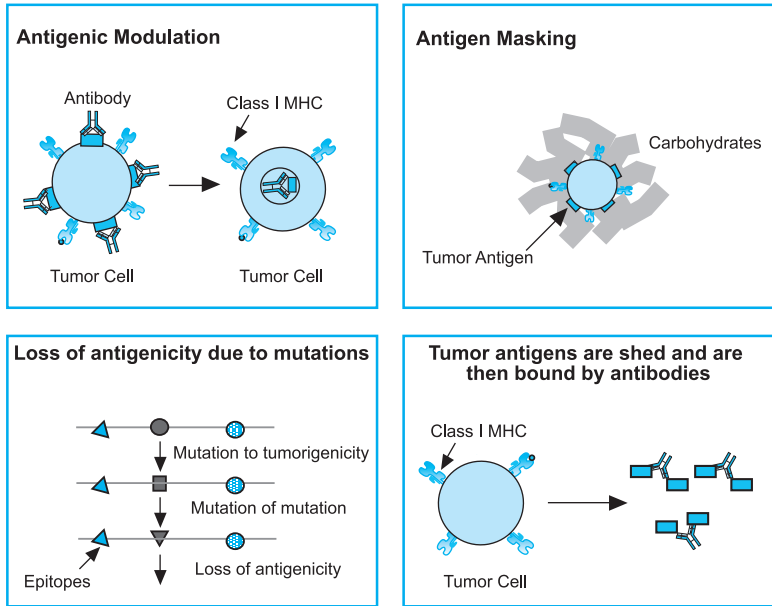 Antigenic Modulation
Antibody
Class I MHC
Tumor Cell
Tumor Cell
Antigen Masking
Carbohydrates
Tumor Antigen
Loss of antigenicity due to mutations
Mutation to tumorigenicity
Mutation of mutation
Loss of antigenicity
Epitopes
Tumor antigens are shed and are
then bound by antibodies
Class I MHC
Tumor Cell